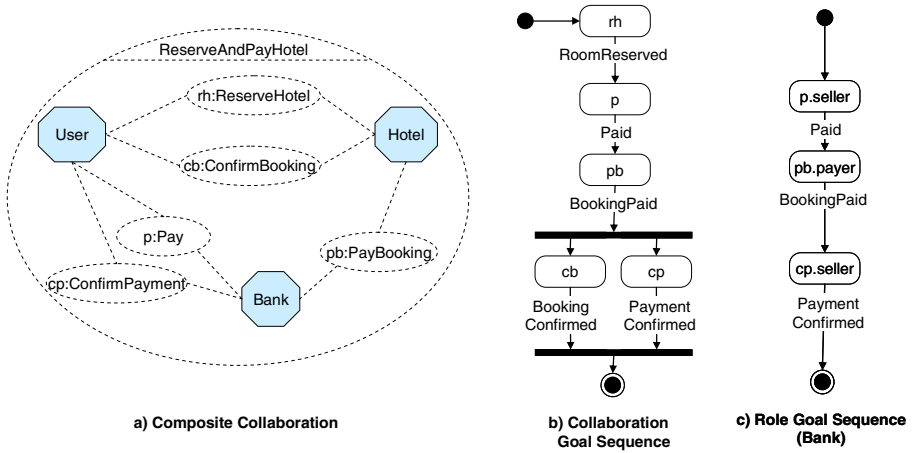 ReserveAndPayHotel
rh:ReserveHotel
User
Hotel
cb:ConfirmBooking
p:Pay
pb:PayBooking
cp:ConfirmPayment
Bank
a) Composite Collaboration
rh
RoomReserved
p
Paid
pb
BookingPaid
cb
cp
Booking
Confirmed
Payment
Confirmed
b) Collaboration
Goal Sequence
p.seller
Paid
pb.payer
BookingPaid
cp.seller
Payment
Confirmed
c) Role Goal Sequence
(Bank)